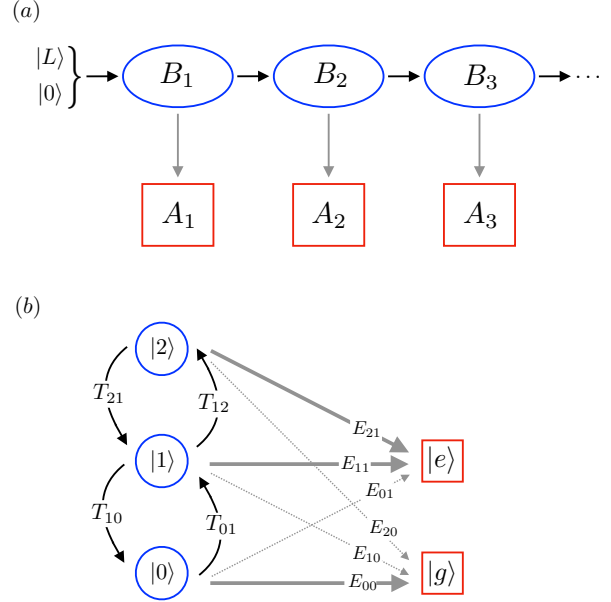 (a)
|L⟩
|0⟩
B₁ B₂ B₃ ···
A₁ A₂ A₃
(b)
|2⟩
T₂₁ T₁₂
E₂₁
|1⟩ E₁₁ |e⟩
E₀₁
T₁₀ T₀₁ E₂₀
E₁₀
|0⟩ E₀₀ |g⟩